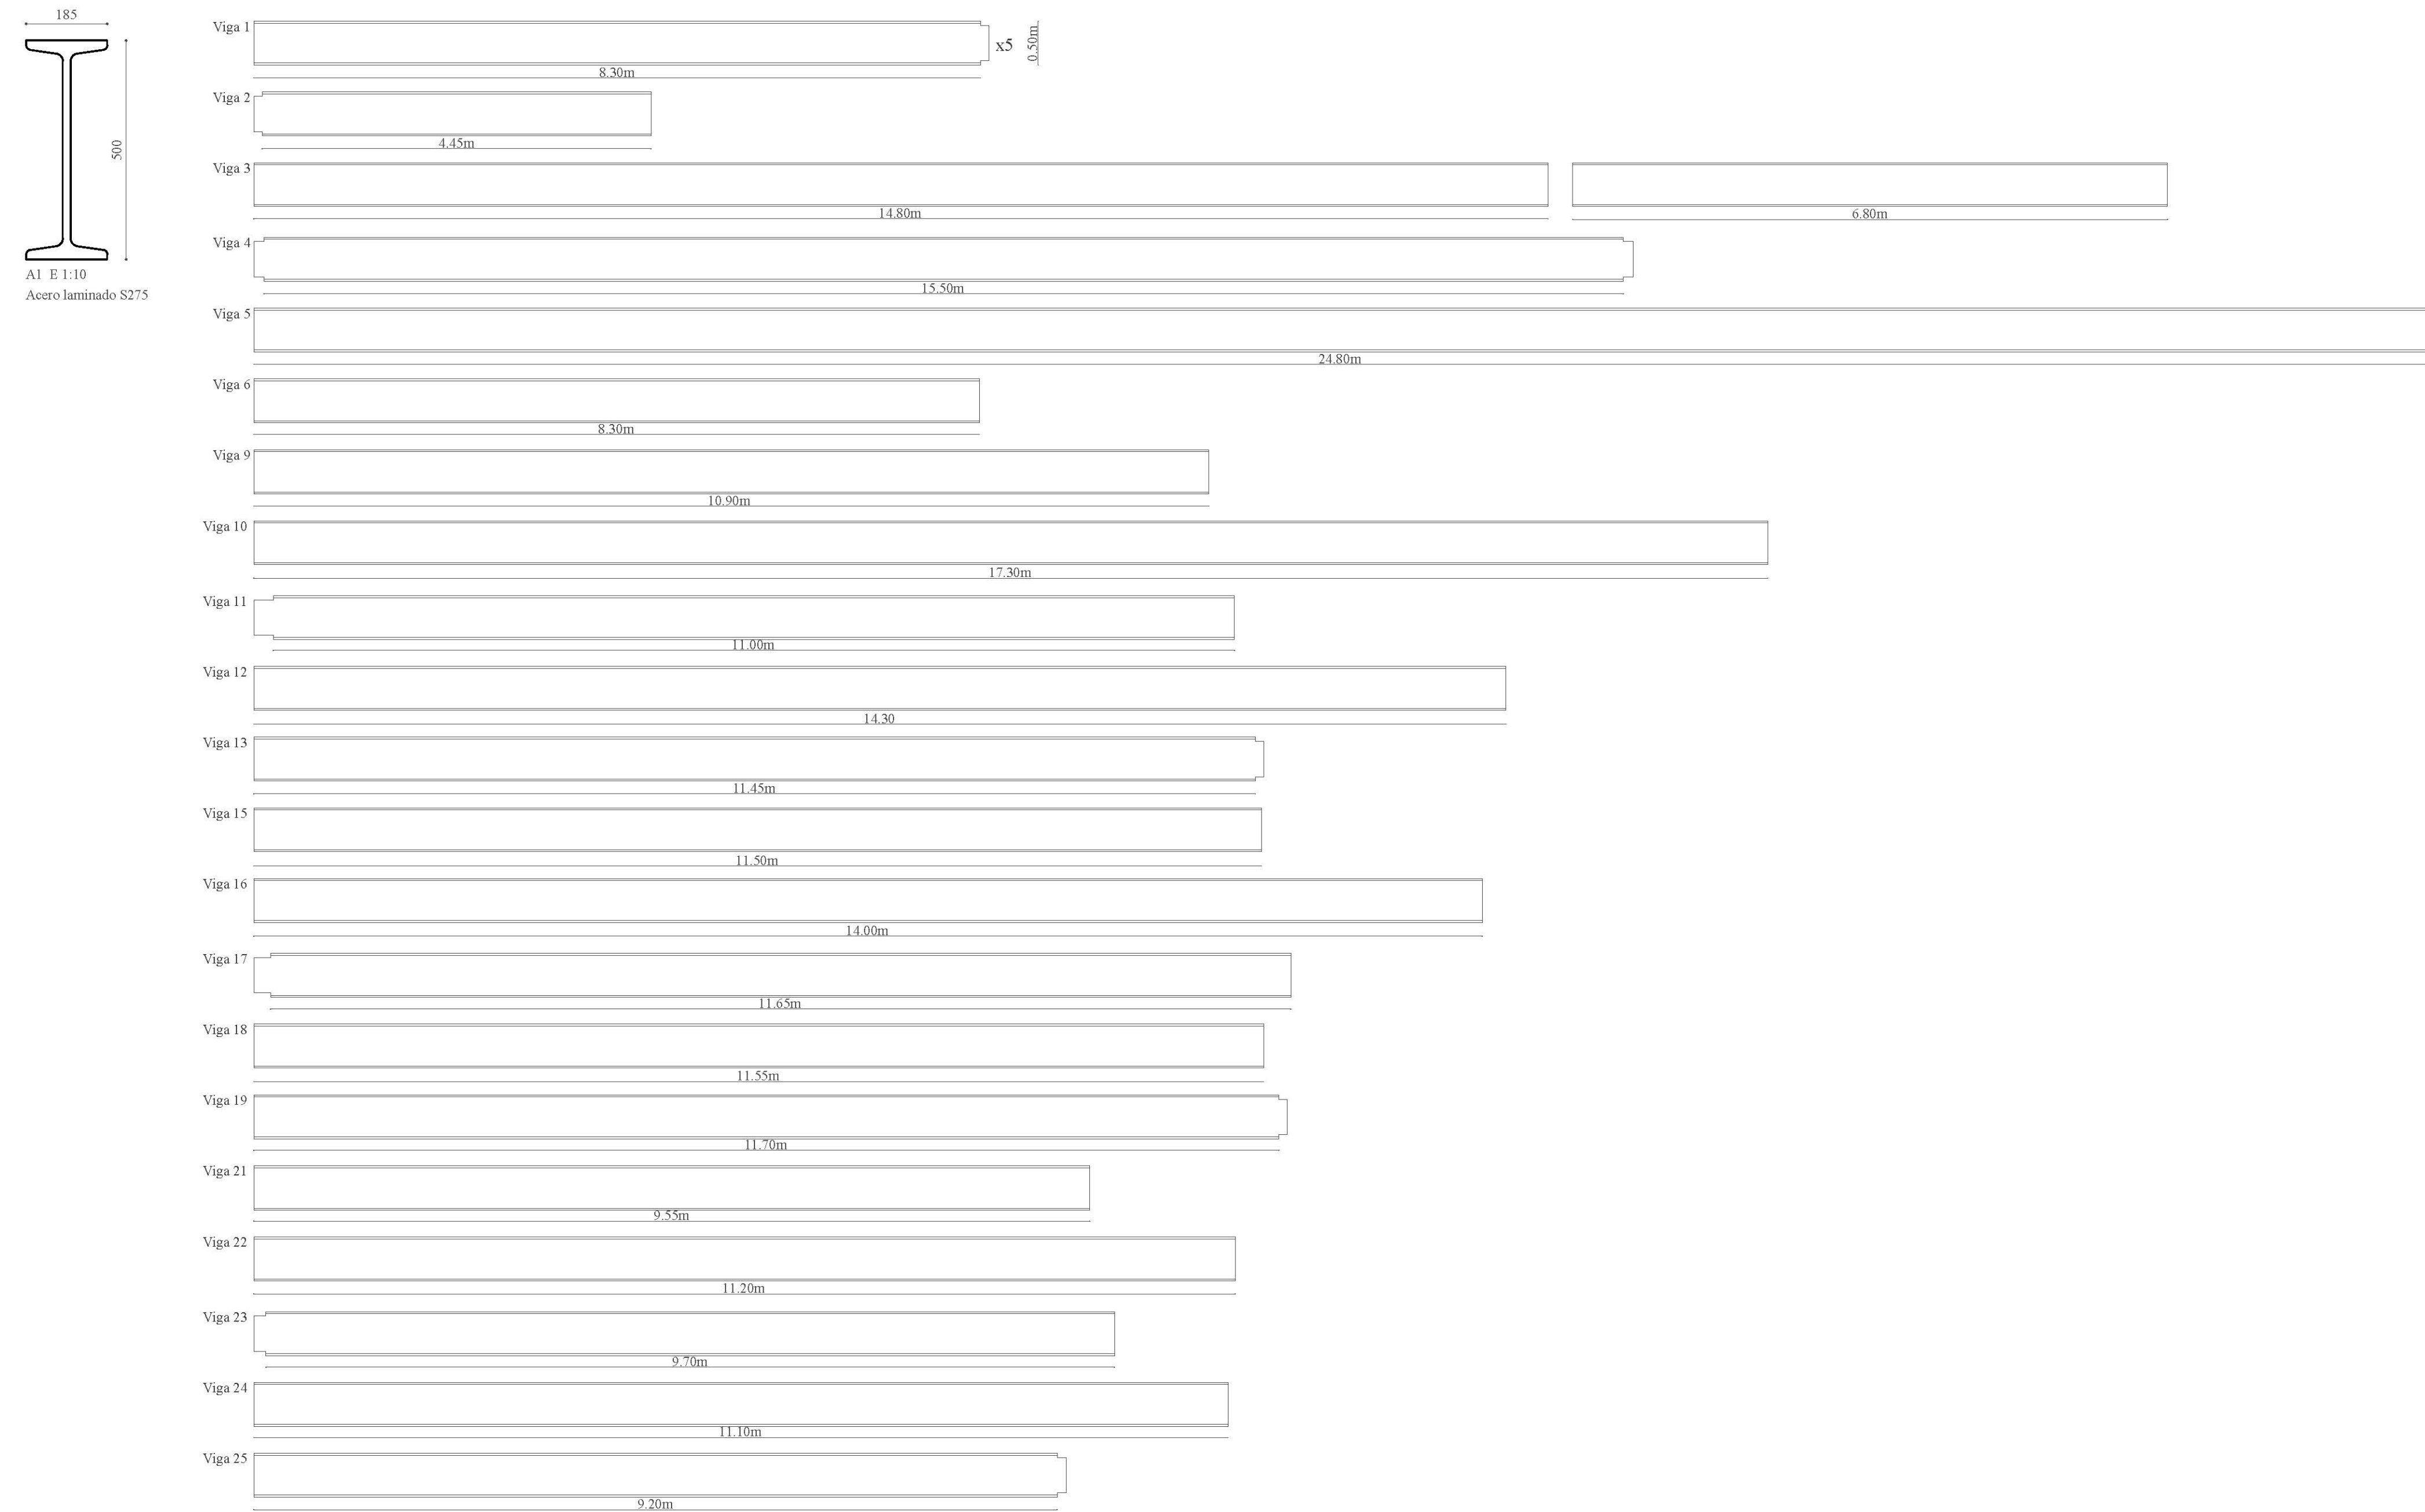 185
500
A1 E 1:10
Acero laminado S275
Viga 1
x5
0.50m
8.30m
Viga 2
4.45m
Viga 3
14.80m
6.80m
Viga 4
15.50m
Viga 5
24.80m
Viga 6
8.30m
Viga 9
10.90m
Viga 10
17.30m
Viga 11
11.00m
Viga 12
14.30
Viga 13
11.45m
Viga 15
11.50m
Viga 16
14.00m
Viga 17
11.65m
Viga 18
11.55m
Viga 19
11.70m
Viga 21
9.55m
Viga 22
11.20m
Viga 23
9.70m
Viga 24
11.10m
Viga 25
9.20m